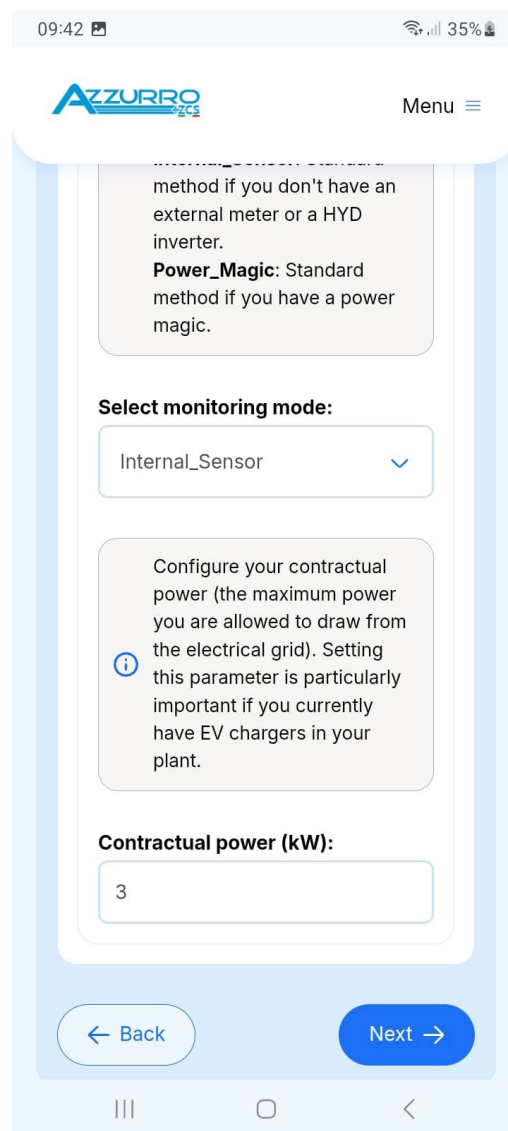 09:42 35%
AZZURRO
ZCS
Menu
Internal_Sensor: Standard
method if you don't have an
external meter or a HYD
inverter.
Power_Magic: Standard
method if you have a power
magic.
Select monitoring mode:
Internal_Sensor
Configure your contractual
power (the maximum power
you are allowed to draw from
the electrical grid). Setting
this parameter is particularly
important if you currently
have EV chargers in your
plant.
Contractual power (kW):
3
← Back Next →